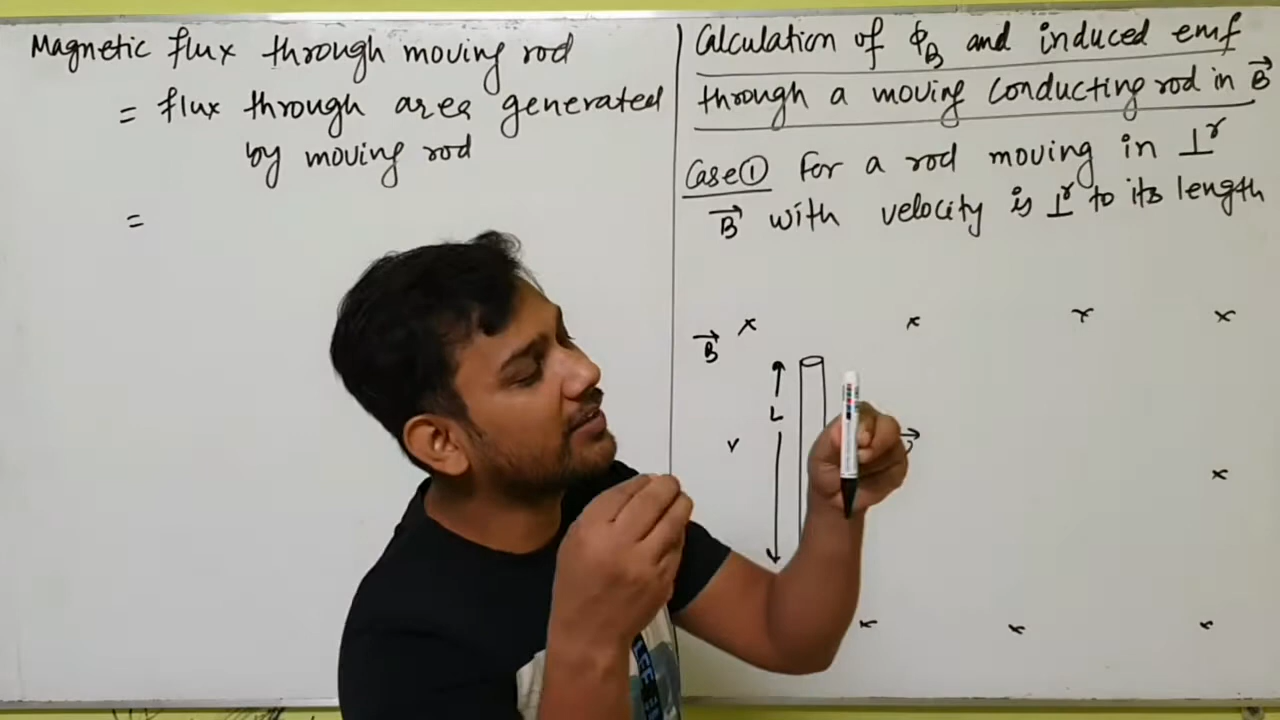 Magnetic flux through moving rod
= flux through area generated
by moving rod
=
Calculation of ϕ_B and induced emf
through a moving conducting rod in B⃗
Case① For a rod moving in ⊥ʳ
B⃗ with velocity is ⊥ʳ to its length
B⃗
L